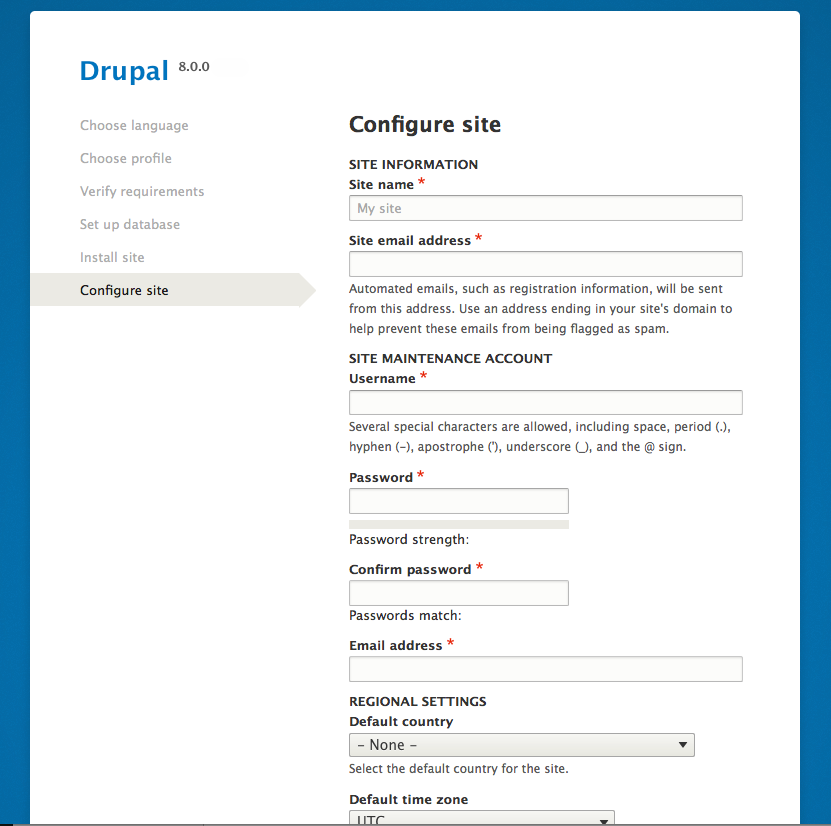 Drupal 8.0.0
Choose language
Choose profile
Verify requirements
Set up database
Install site
Configure site
Configure site
SITE INFORMATION
Site name *
My site
Site email address *
Automated emails, such as registration information, will be sent
from this address. Use an address ending in your site's domain to
help prevent these emails from being flagged as spam.
SITE MAINTENANCE ACCOUNT
Username *
Several special characters are allowed, including space, period (.),
hyphen (-), apostrophe ('), underscore (_), and the @ sign.
Password *
Password strength:
Confirm password *
Passwords match:
Email address *
REGIONAL SETTINGS
Default country
- None -
Select the default country for the site.
Default time zone
UTC